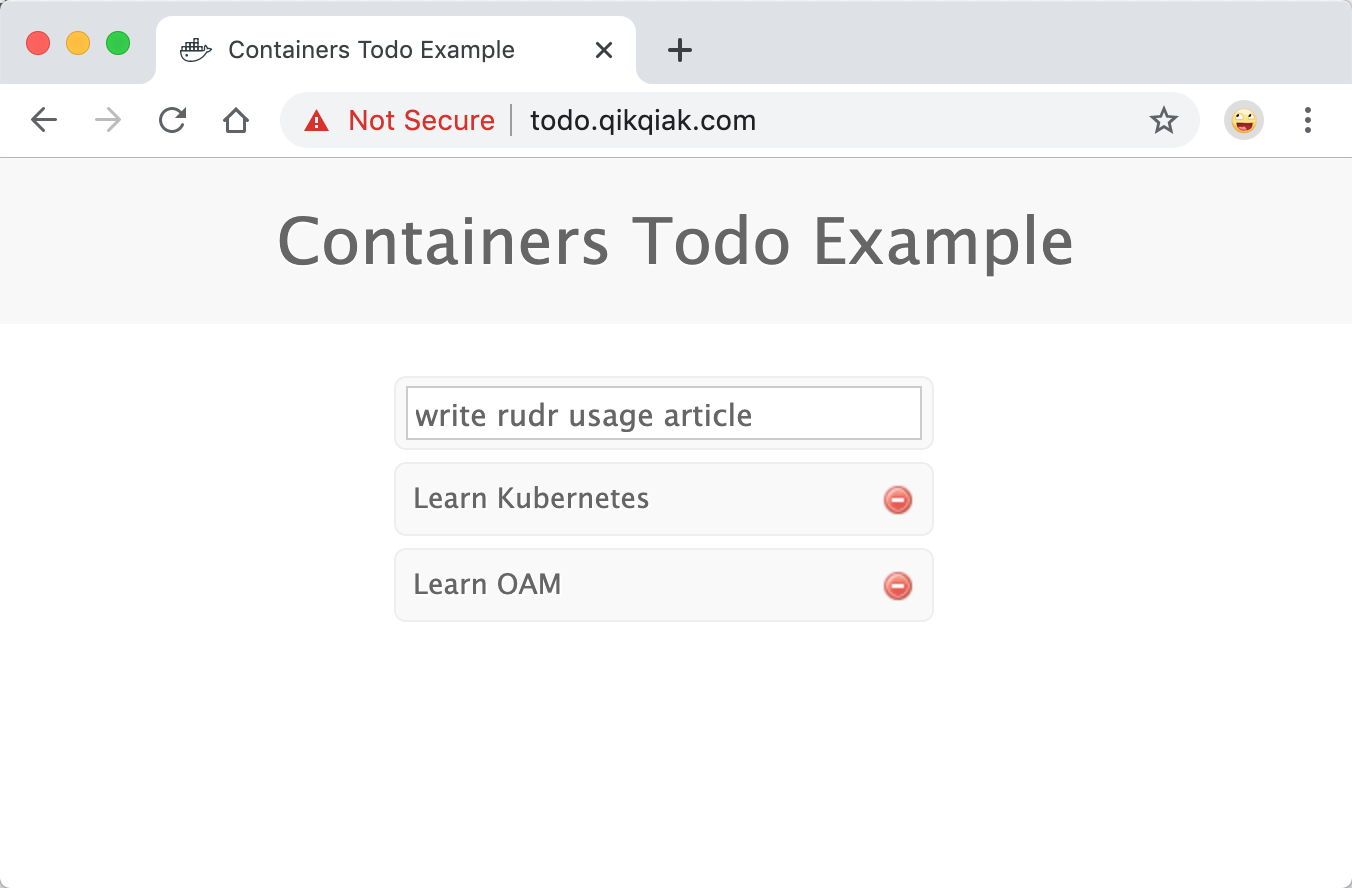 Containers Todo Example
Not Secure todo.qikqiak.com
Containers Todo Example
write rudr usage article
Learn Kubernetes
Learn OAM